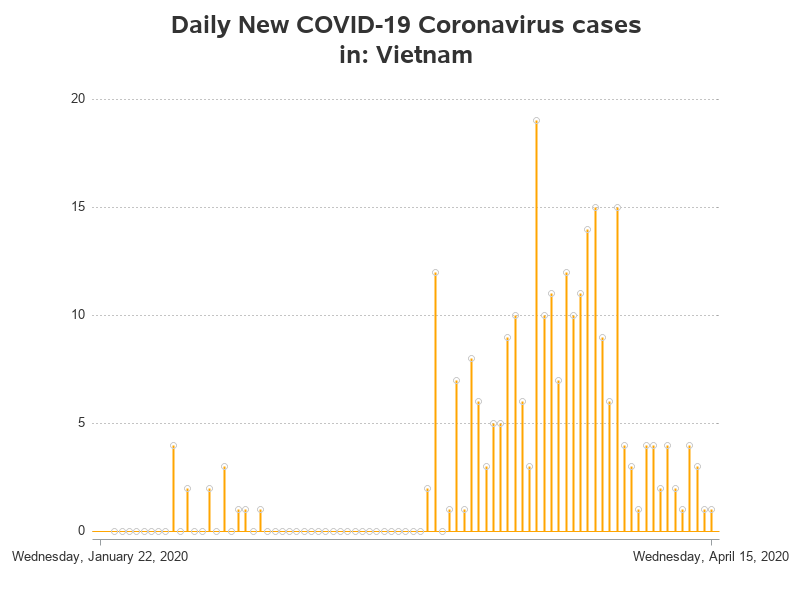 Daily New COVID-19 Coronavirus cases
in: Vietnam
20
15
10
5
0
Wednesday, January 22, 2020
Wednesday, April 15, 2020